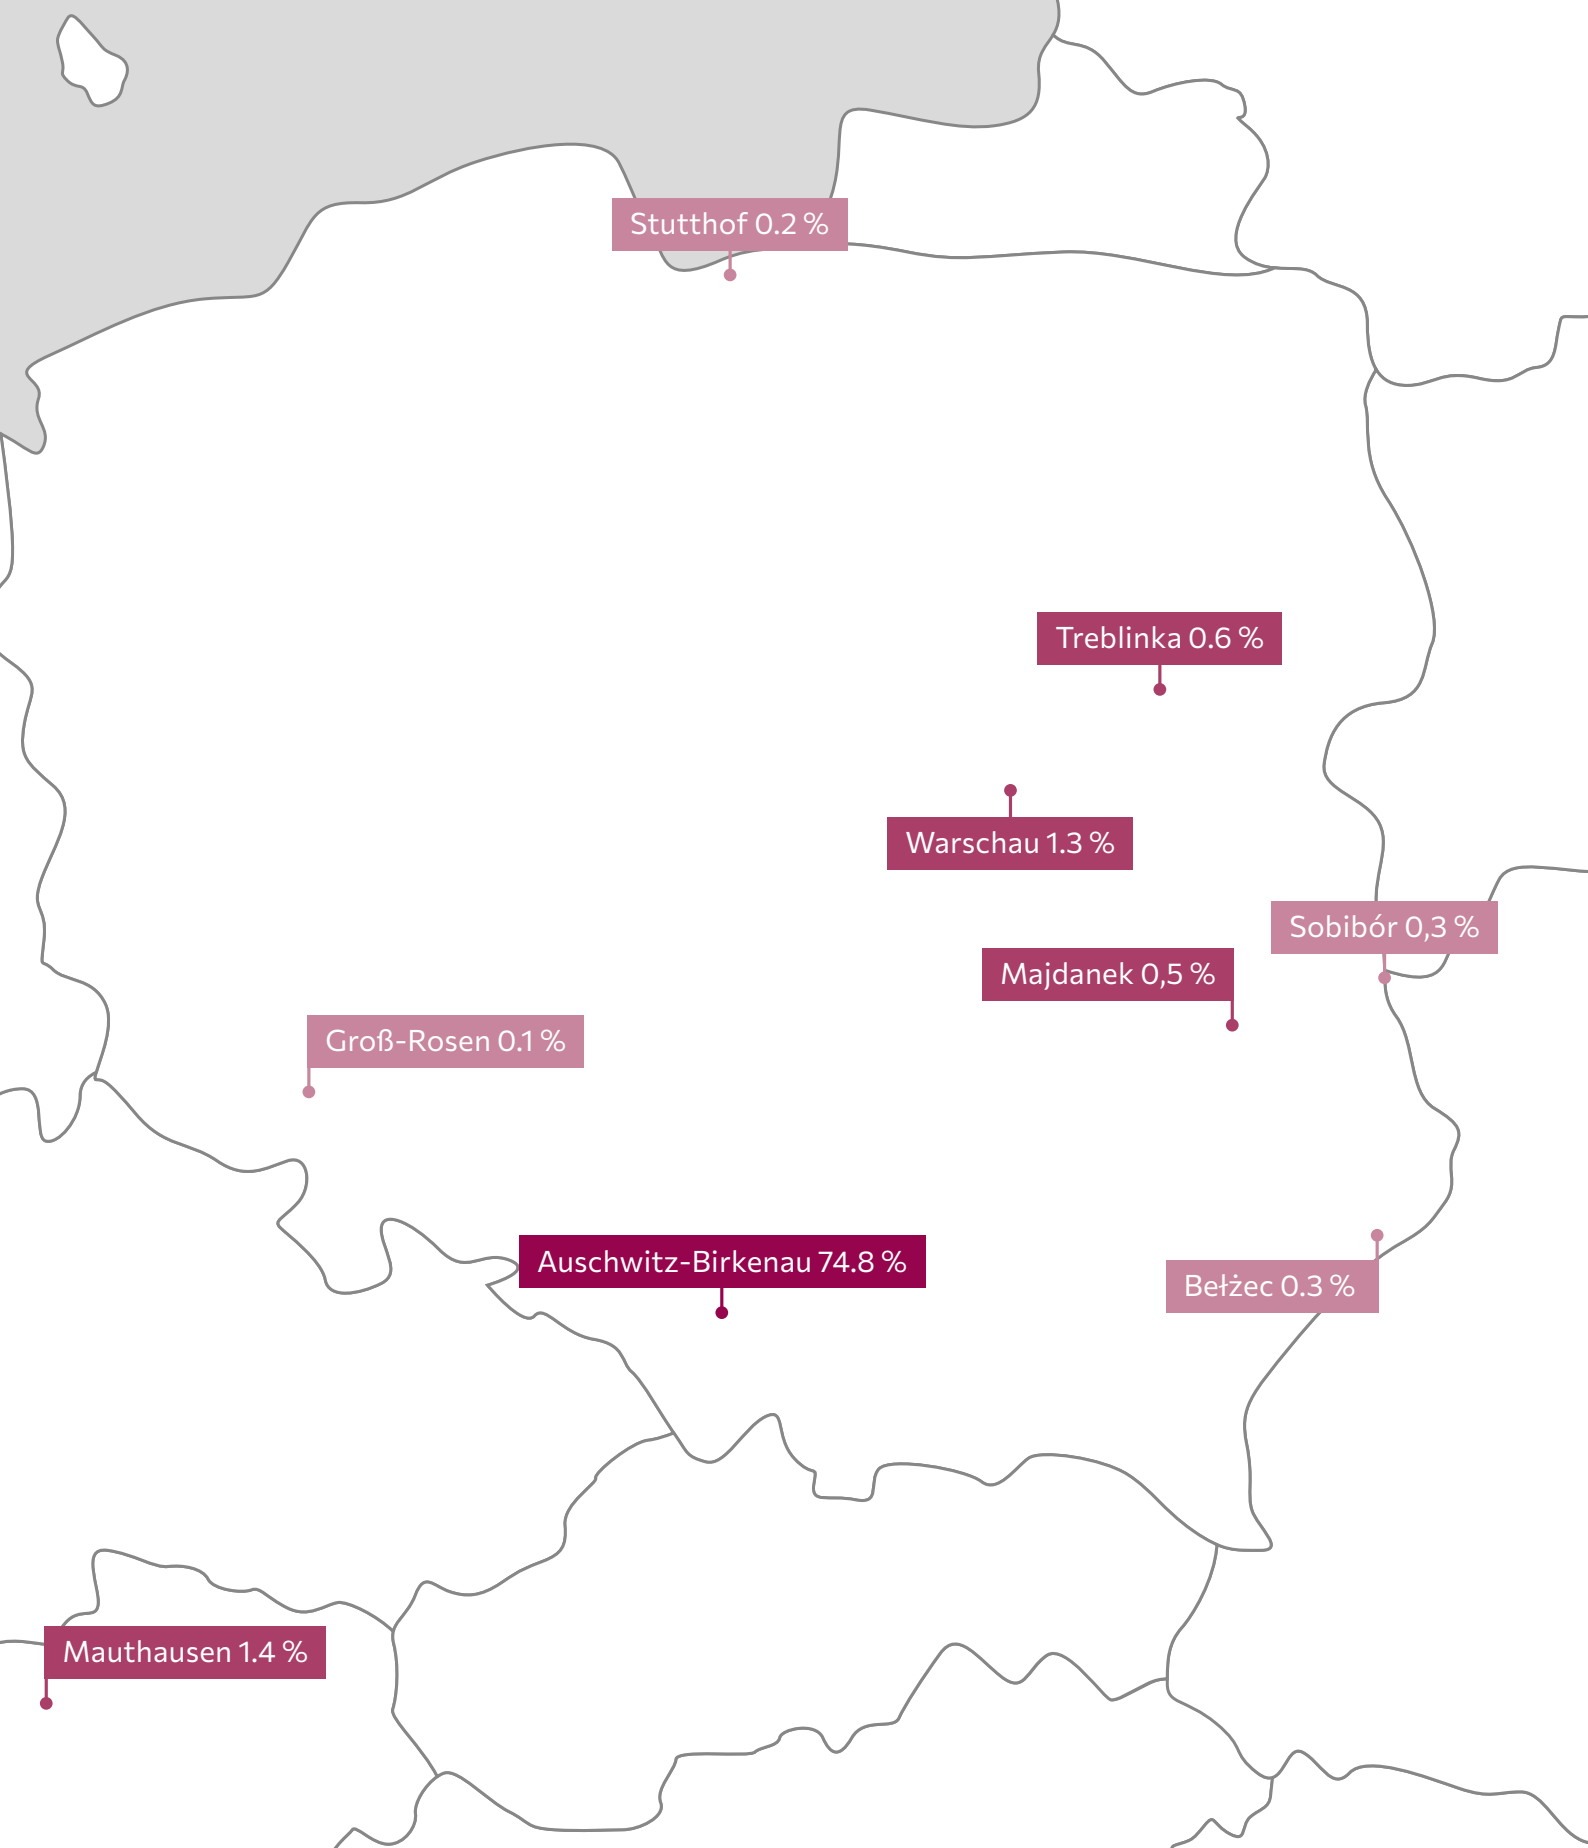 Stutthof 0.2 %
Treblinka 0.6 %
Warschau 1.3 %
Sobibór 0,3 %
Majdanek 0,5 %
Groß-Rosen 0.1 %
Auschwitz-Birkenau 74.8 %
Bełżec 0.3 %
Mauthausen 1.4 %